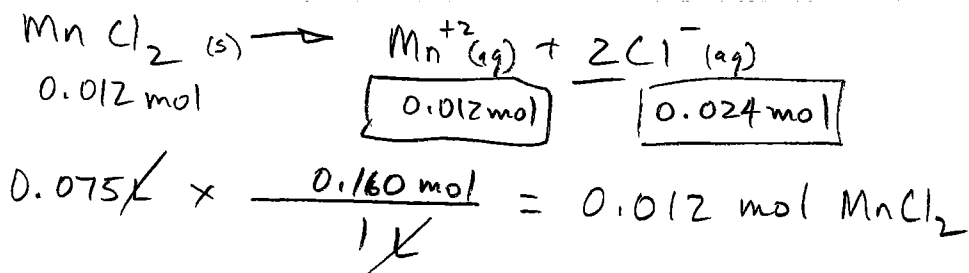 MnCl₂ (s) → Mn⁺² (aq) + 2Cl⁻ (aq)
0.012 mol 0.012 mol 0.024 mol
0.075 L × 0.160 mol / 1 L = 0.012 mol MnCl₂